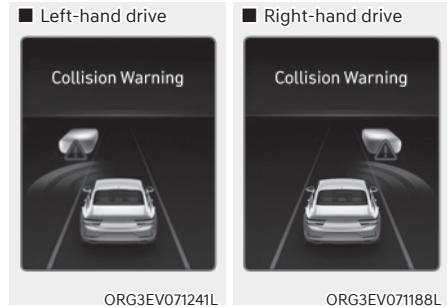 ■ Left-hand drive
Collision Warning
ORG3EV071241L
■ Right-hand drive
Collision Warning
ORG3EV071188L